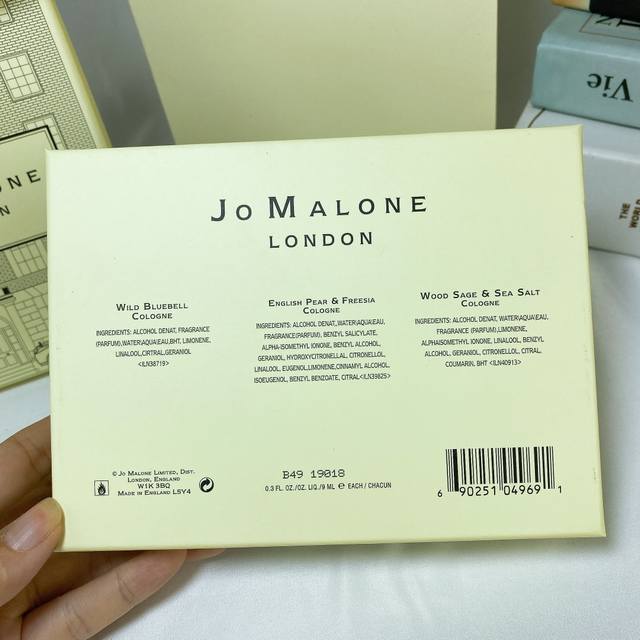 Vie
THE
WORLD
ONE
N
Jo Malone
LONDON
Wild Bluebell
Cologne
INGREDIENTS: ALCOHOL DENAT, FRAGRANCE
(PARFUM),WATER\AQUA\EAU,BHT, LIMONENE,
LINALOOL,CIRTRAL,GERANIOL
<ILN38719>
English Pear & Freesia
Cologne
INGREDIENTS: ALCOHOL DENAT,WATER\AQUA\EAU,
FRAGRANCE(PARFUM), BENZYL SALICYLATE,
ALPHA-ISOMETHYL IONONE, BENZYL ALCOHOL,
GERANIOL, HYDROXYCITRONELLAL, CITRONELLOL,
LINALOOL, EUGENOL,LIMONENE,CINNAMYL ALCOHOL,
ISOEUGENOL, BENZYL BENZOATE, CITRAL<ILN39825>
Wood Sage & Sea Salt
Cologne
INGREDIENTS: ALCOHOL DENAT,WATER\AQUA\EAU,
FRAGRANCE (PARFUM),LIMONENE,
ALPHAISOMETHYL IONONE, LINALOOL, BENZYL
ALCOHOL, GERANIOL, CITRONELLOL, CITRAL,
COUMARIN, BHT <ILN40913>
© Jo Malone Limited, Dist.
London, England
W1K 3BQ
Made in England L5Y4
B49 19018
0.3 FL. OZ./OZ. LIQ./9 ML ℮ EACH / CHACUN
6 90251 04969 1